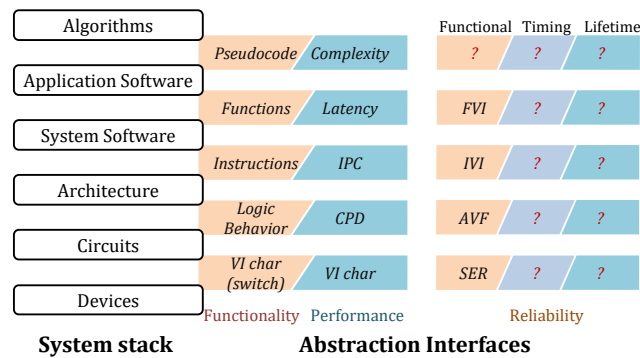 Algorithms
Functional Timing Lifetime
Pseudocode Complexity ? ? ?
Application Software
Functions Latency FVI ? ?
System Software
Instructions IPC IVI ? ?
Architecture
Logic
Behavior CPD AVF ? ?
Circuits
VI char
(switch) VI char SER ? ?
Devices
Functionality Performance Reliability
System stack Abstraction Interfaces